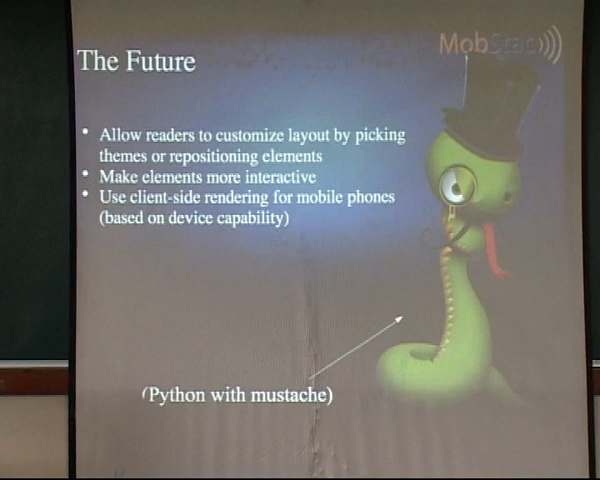 MobStac
The Future
• Allow readers to customize layout by picking
themes or repositioning elements
• Make elements more interactive
• Use client-side rendering for mobile phones
(based on device capability)
(Python with mustache)